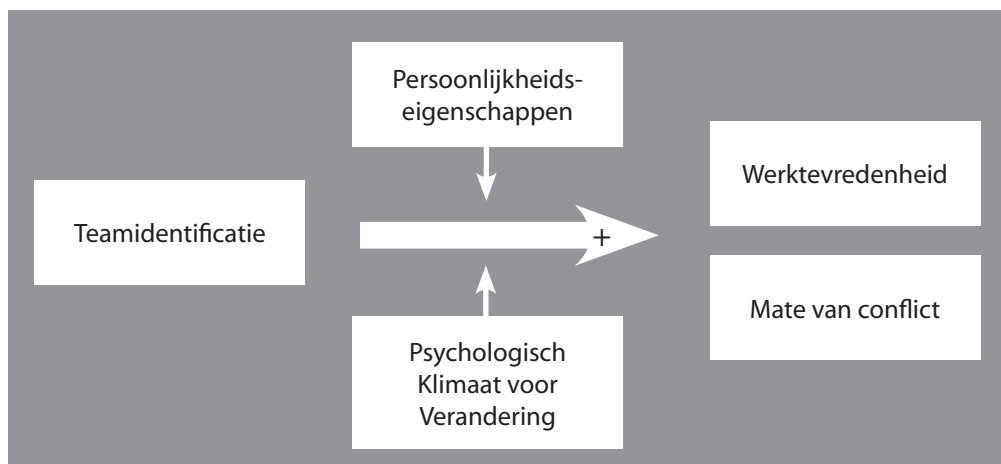 Persoonlijkheids-
eigenschappen
Werktevredenheid
Teamidentificatie
+
Mate van conflict
Psychologisch
Klimaat voor
Verandering